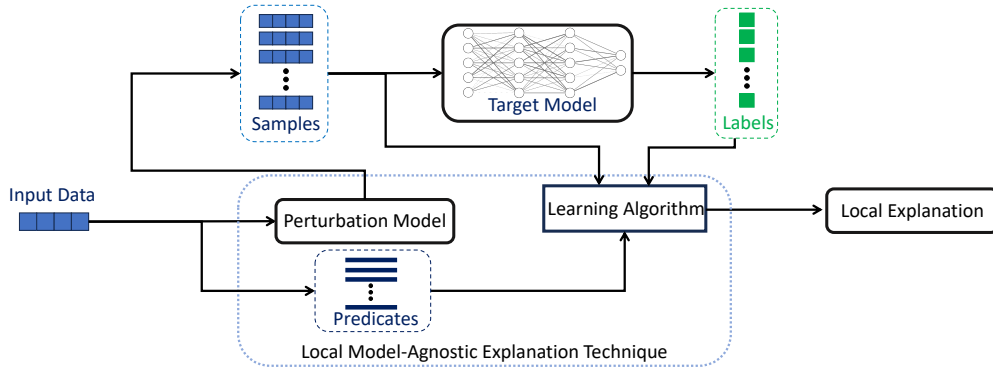 Samples
Target Model
Labels
Input Data
Perturbation Model
Learning Algorithm
Local Explanation
Predicates
Local Model-Agnostic Explanation Technique